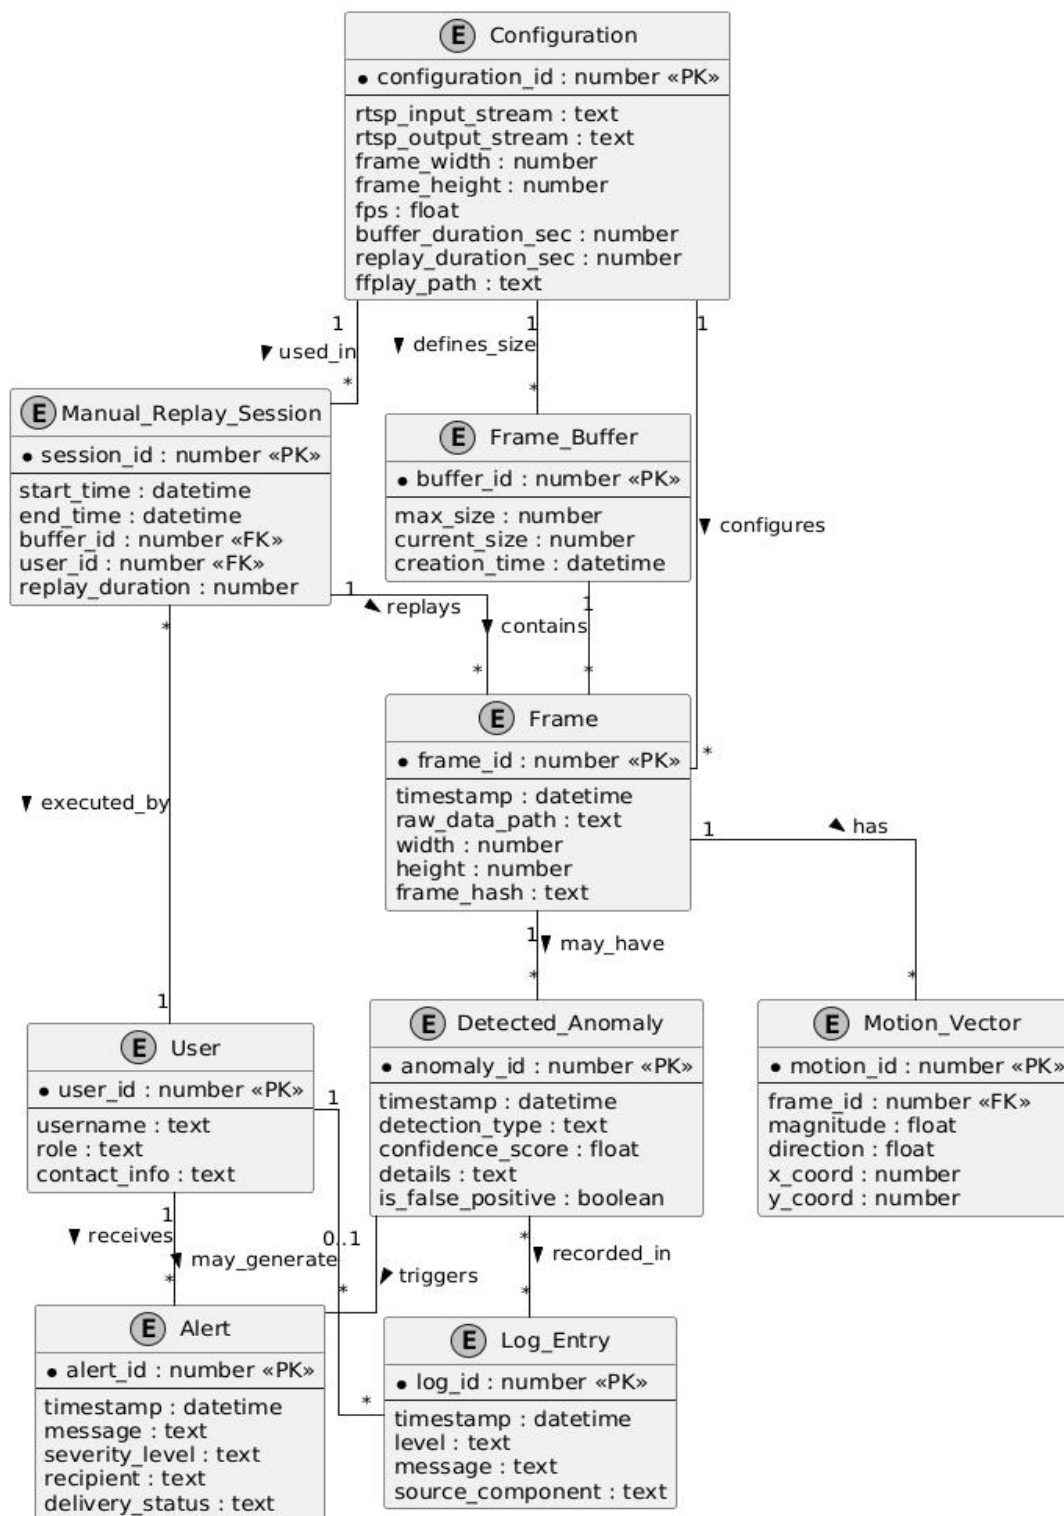 E Configuration
configuration_id : number «PK»
rtsp_input_stream : text
rtsp_output_stream : text
frame_width : number
frame_height : number
fps : float
buffer_duration_sec : number
replay_duration_sec : number
ffplay_path : text
1
1
1
used_in
defines_size
*
*
E Manual_Replay_Session
session_id : number «PK»
start_time : datetime
end_time : datetime
buffer_id : number «FK»
user_id : number «FK»
replay_duration : number
E Frame_Buffer
buffer_id : number «PK»
max_size : number
current_size : number
creation_time : datetime
configures
1
replays
1
contains
*
*
*
E Frame
frame_id : number «PK»
timestamp : datetime
raw_data_path : text
width : number
height : number
frame_hash : text
*
executed_by
1
1
has
1
may_have
*
*
E User
user_id : number «PK»
username : text
role : text
contact_info : text
E Detected_Anomaly
anomaly_id : number «PK»
timestamp : datetime
detection_type : text
confidence_score : float
details : text
is_false_positive : boolean
E Motion_Vector
motion_id : number «PK»
frame_id : number «FK»
magnitude : float
direction : float
x_coord : number
y_coord : number
1
1
receives
may_generate
0..1
triggers
*
recorded_in
*
*
*
E Alert
alert_id : number «PK»
timestamp : datetime
message : text
severity_level : text
recipient : text
delivery_status : text
*
E Log_Entry
log_id : number «PK»
timestamp : datetime
level : text
message : text
source_component : text